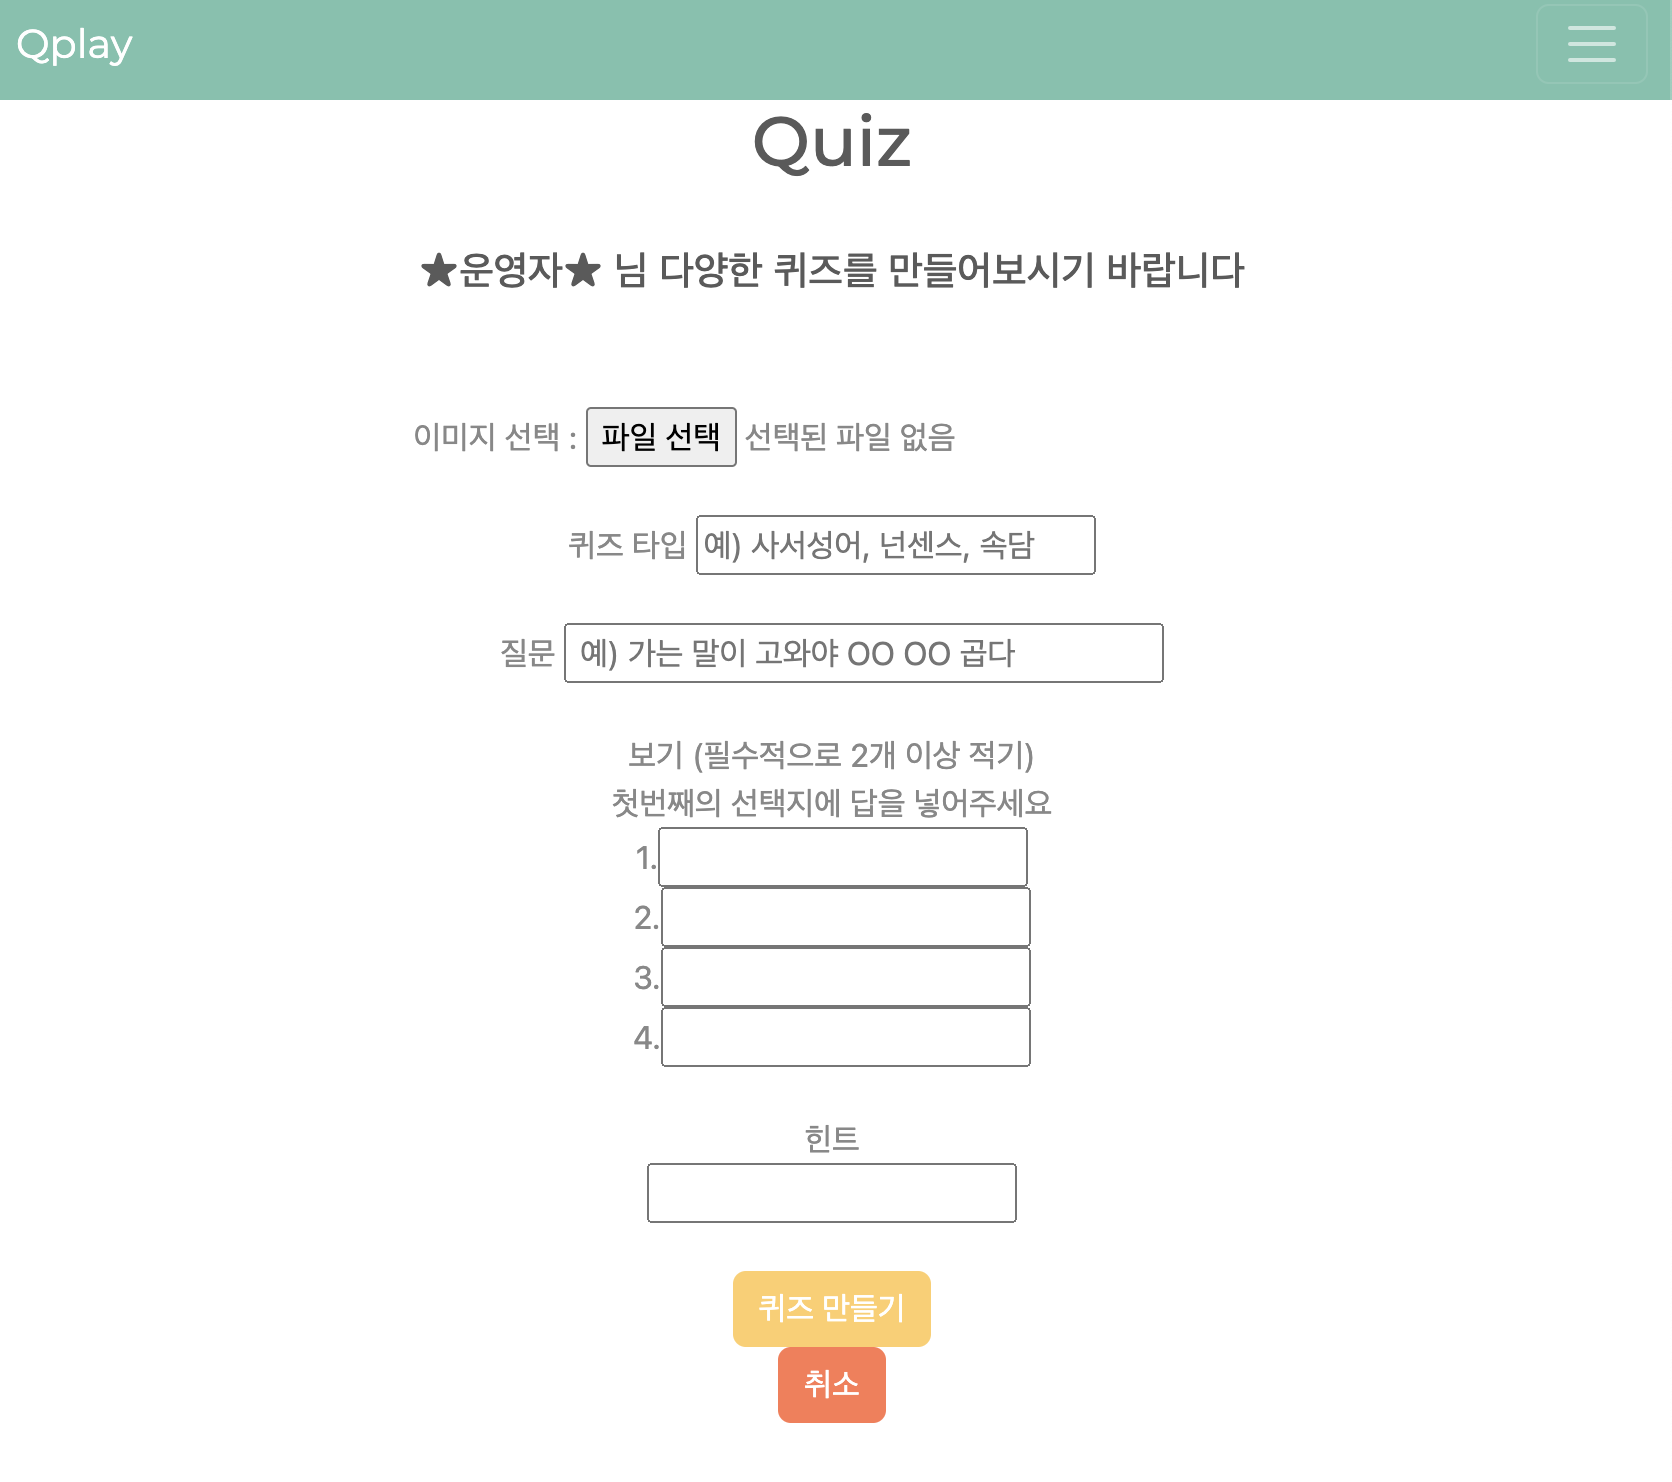 Qplay
Quiz
★운영자★ 님 다양한 퀴즈를 만들어보시기 바랍니다
이미지 선택 : 파일 선택 선택된 파일 없음
퀴즈 타입 예) 사서성어, 넌센스, 속담
질문 예) 가는 말이 고와야 OO OO 곱다
보기 (필수적으로 2개 이상 적기)
첫번째의 선택지에 답을 넣어주세요
1.
2.
3.
4.
힌트
퀴즈 만들기
취소